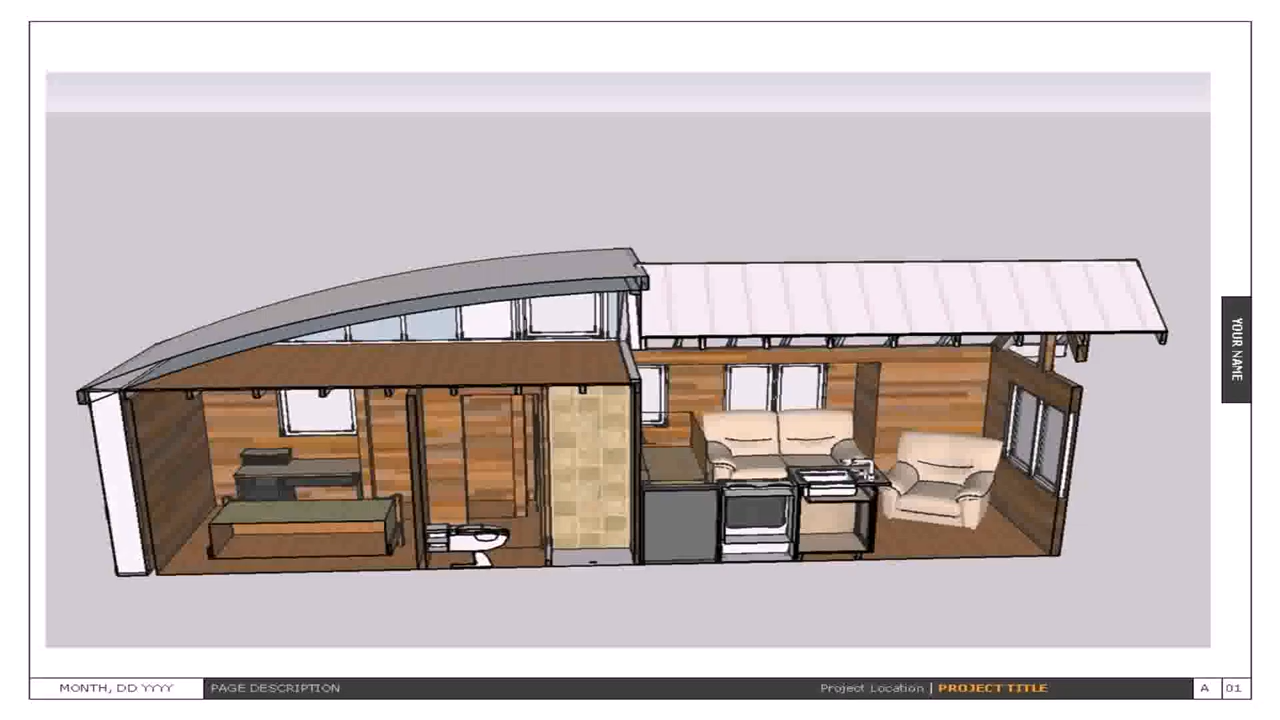 YOUR NAME
MONTH, DD YYYY
PAGE DESCRIPTION
Project Location | PROJECT TITLE
A 01